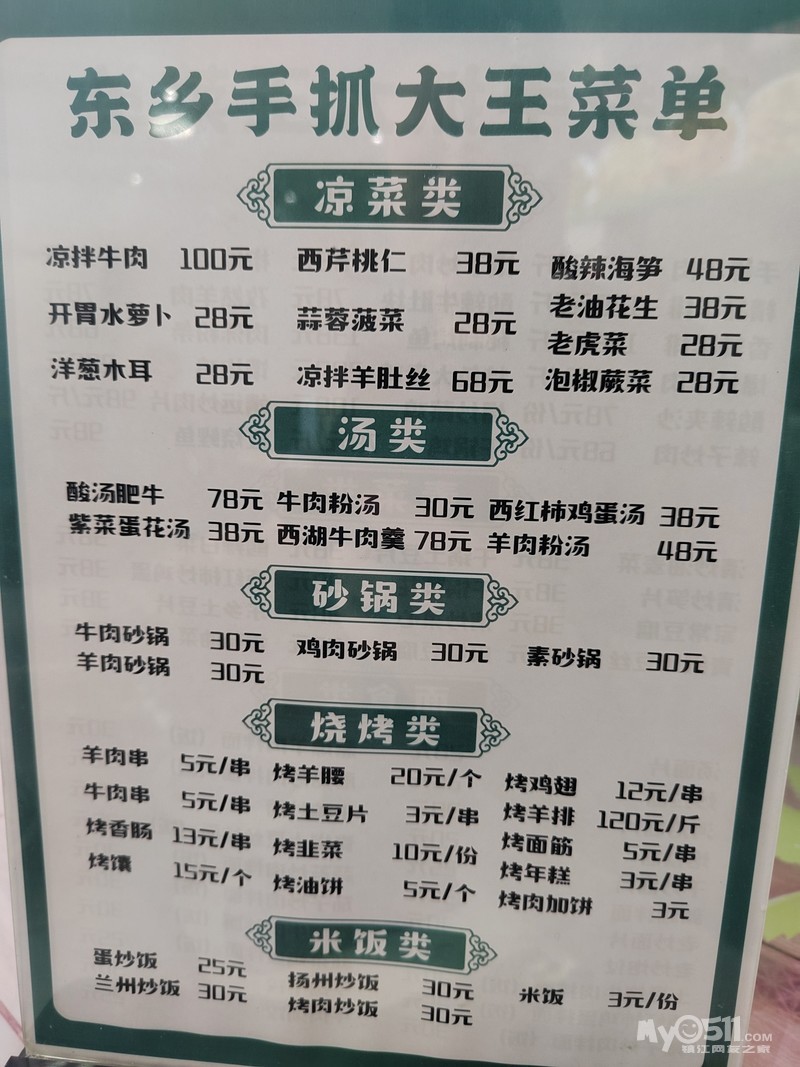 东乡手抓大王菜单
凉菜类
凉拌牛肉 100元 西芹桃仁 38元 酸辣海笋 48元
开胃水萝卜 28元 蒜蓉菠菜 28元 老油花生 38元
老虎菜 28元
洋葱木耳 28元 凉拌羊肚丝 68元 泡椒蕨菜 28元
汤类
酸汤肥牛 78元 牛肉粉汤 30元 西红柿鸡蛋汤 38元
紫菜蛋花汤 38元 西湖牛肉羹 78元 羊肉粉汤 48元
砂锅类
牛肉砂锅 30元 鸡肉砂锅 30元 素砂锅 30元
羊肉砂锅 30元
烧烤类
羊肉串 5元/串 烤羊腰 20元/个 烤鸡翅 12元/串
牛肉串 5元/串 烤土豆片 3元/串 烤羊排 120元/斤
烤香肠 13元/串 烤韭菜 10元/份 烤面筋 5元/串
烤馕 15元/个 烤油饼 5元/个 烤年糕 3元/串
烤肉加饼 3元
米饭类
蛋炒饭 25元 扬州炒饭 30元 米饭 3元/份
兰州炒饭 30元 烤肉炒饭 30元
My0511.COM
镇江网友之家